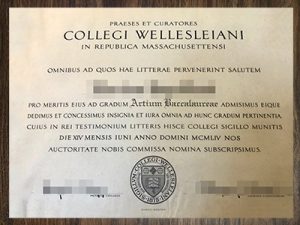 PRAESES ET CURATORES
COLLEGI WELLESLEIANI
IN REPUBLICA MASSACHUSETTENSI
OMNIBUS AD QUOS HAE LITTERAE PERVENERINT SALUTEM
PRO MERITIS EIUS AD GRADUM Artium Baccalaureae ADMISIMUS EIQUE
DEDIMUS ET CONCESSIMUS INSIGNIA ET IURA OMNIA AD HUNC GRADUM PERTINENTIA
CUIUS IN REI TESTIMONIUM LITTERIS HISCE COLLEGI SIGILLO MUNITIS
DIE XIV MENSIS IUNI ANNO DOMINI MCMLIV NOS
AUCTORITATE NOBIS COMMISSA NOMINA SUBSCRIPSIMUS.